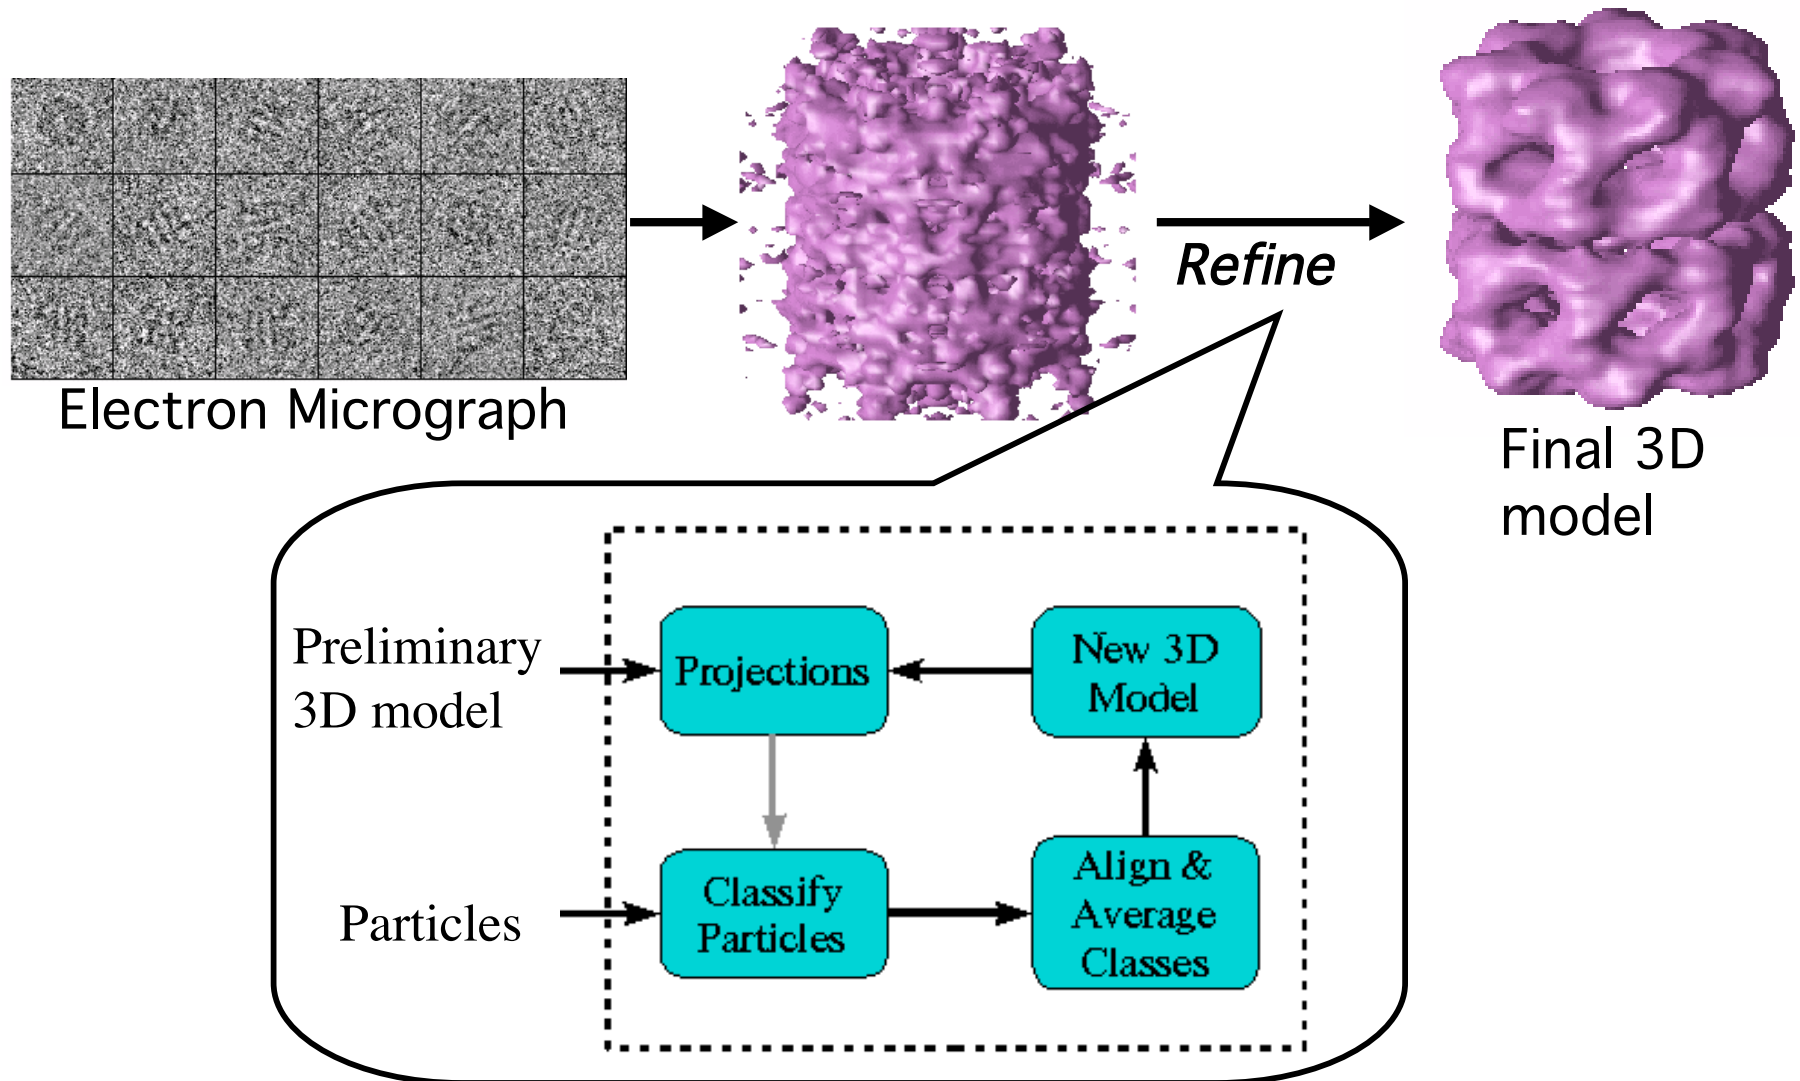 Electron Micrograph
Refine
Final 3D
model
Preliminary
3D model
Projections
New 3D
Model
Particles
Classify
Particles
Align &
Average
Classes